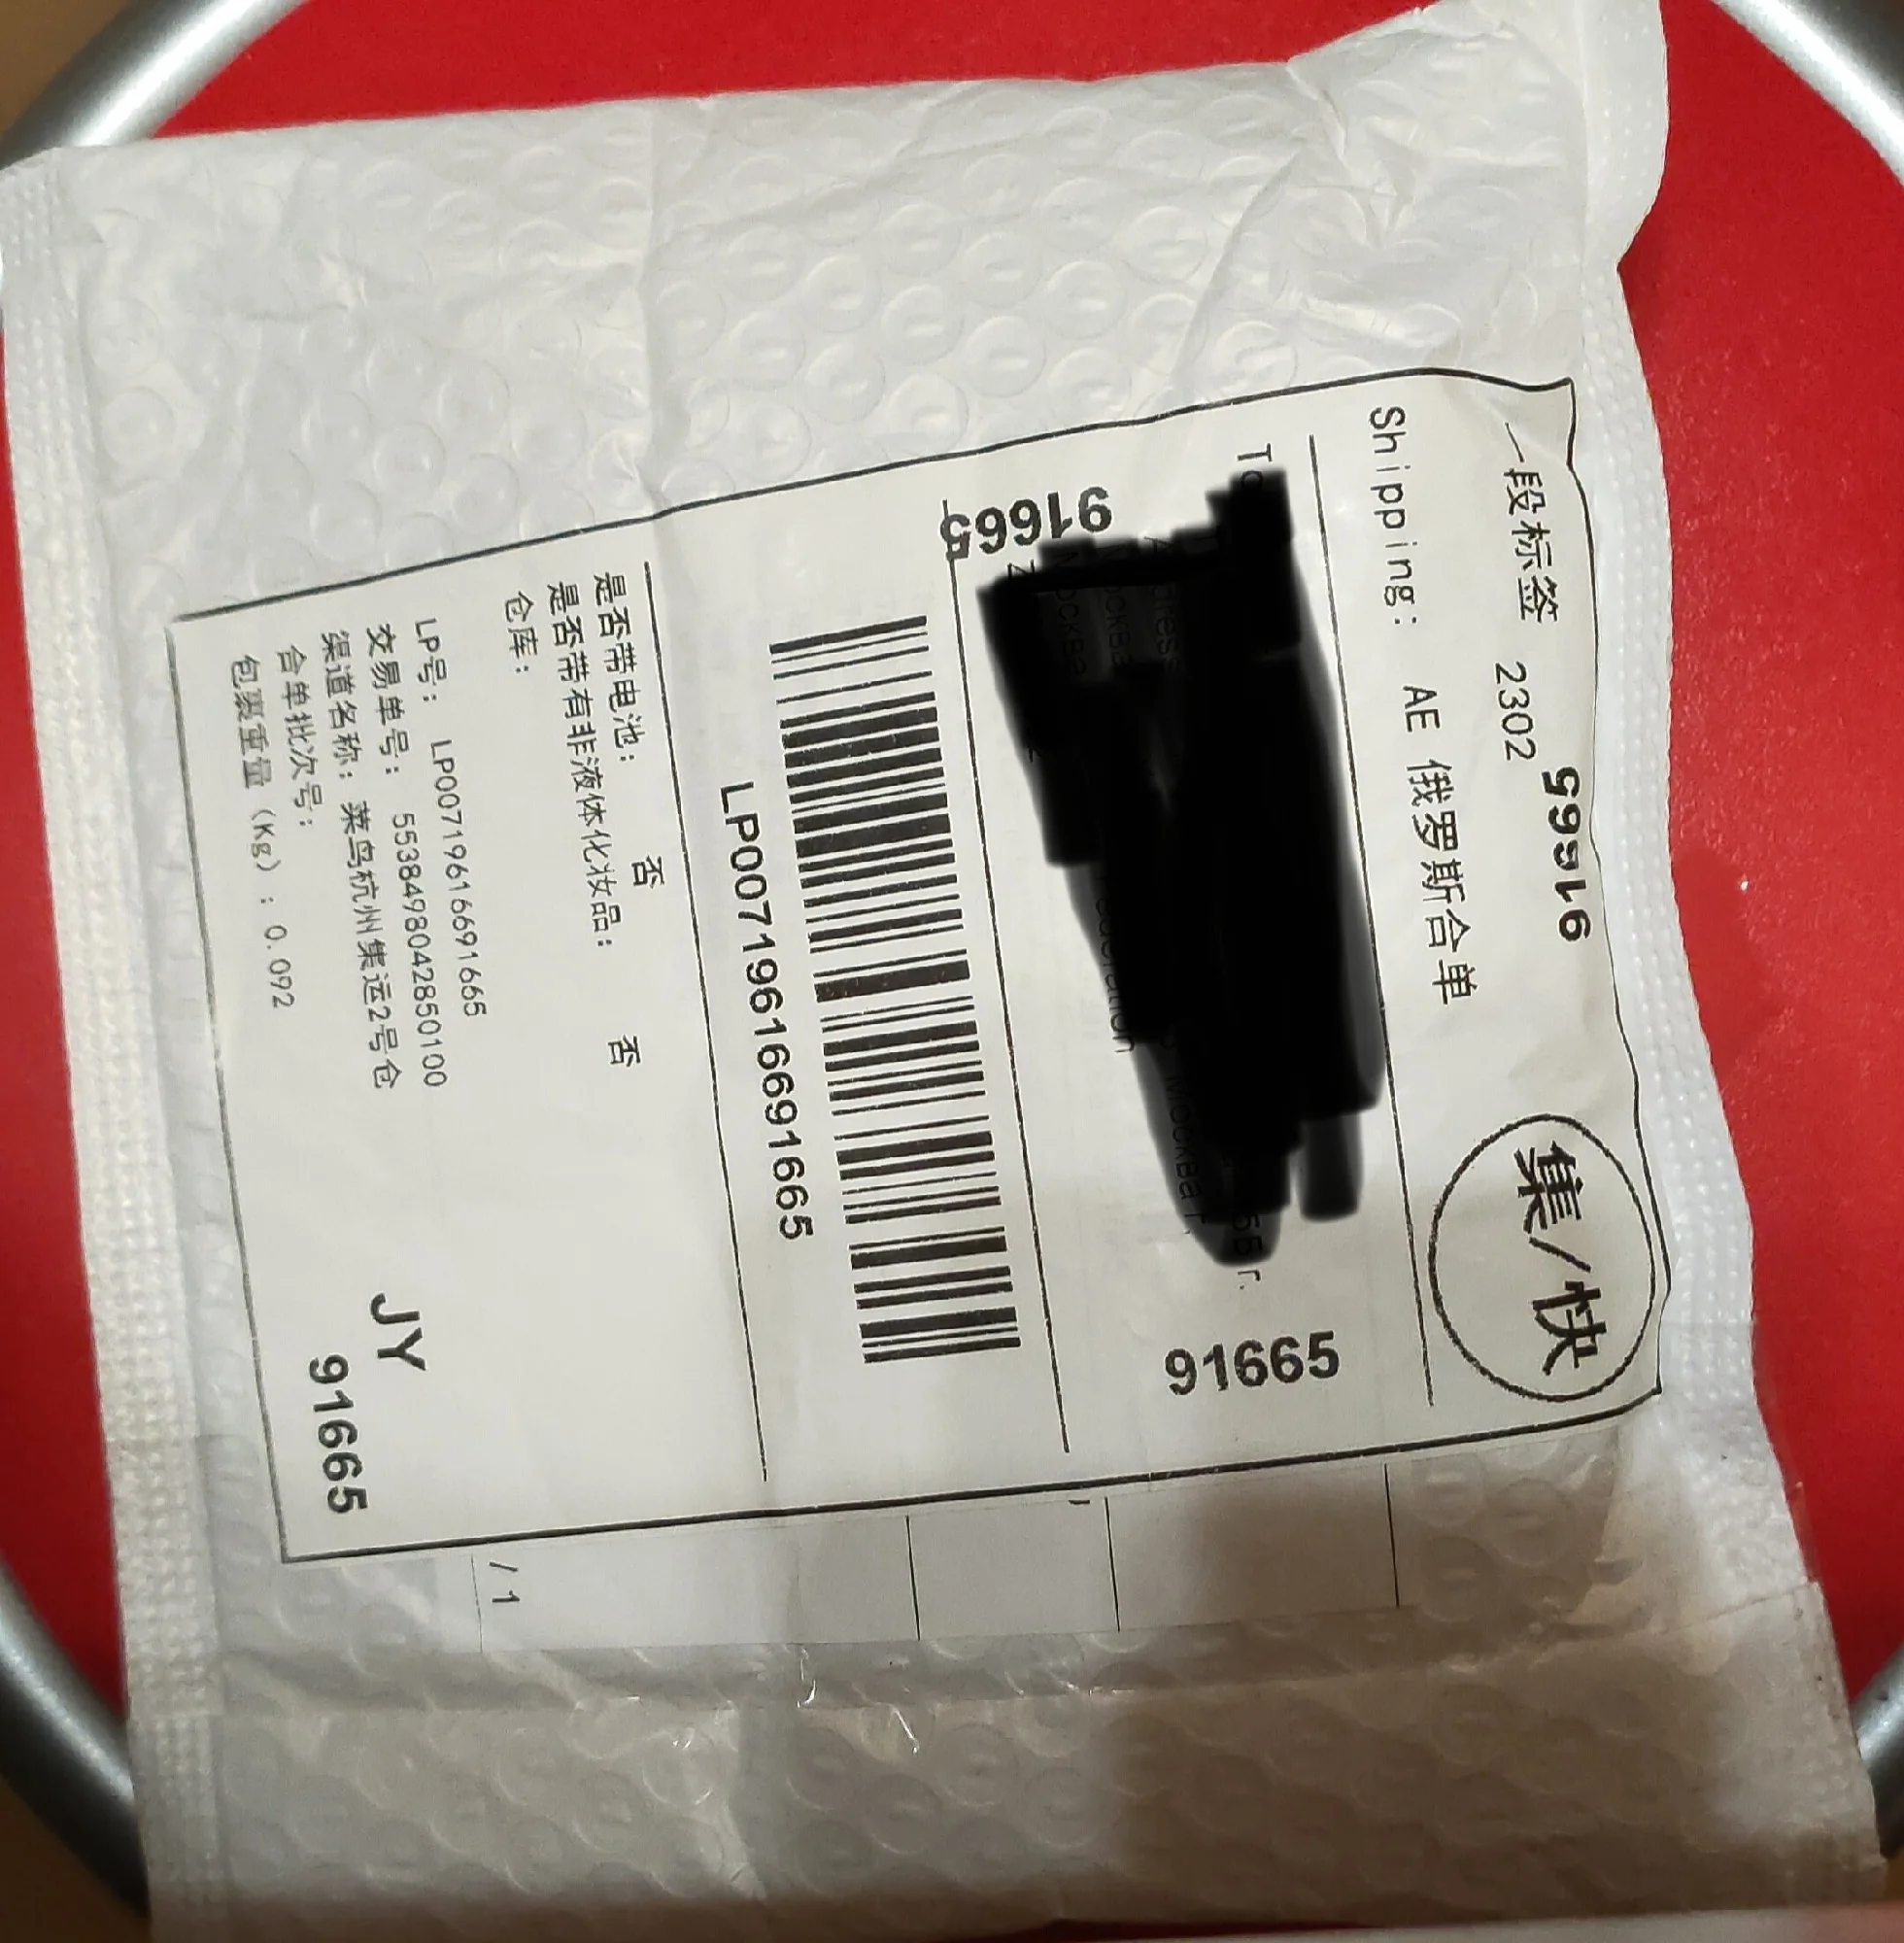 一段标签 2302
91665
集/快
Shipping: AE 俄罗斯合单
91665
91665
LP00719616691665
是否带电池: 否
是否带有非液体化妆品: 否
仓库:
LP号: LP00719616691665
交易单号: 5538498042850100
渠道名称: 菜鸟杭州集运2号仓
合单批次号:
包裹重量 (Kg) : 0.092
JY
91665
/ 1